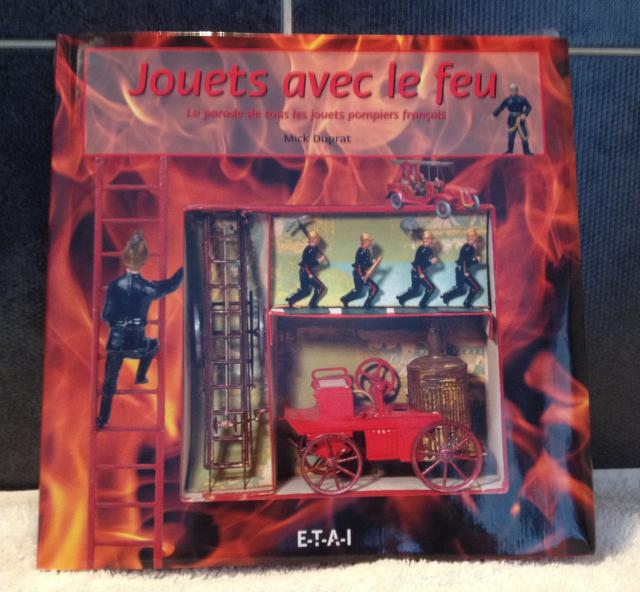 Jouets avec le feu
La parade de tous les jouets pompiers français
Mick Duprat
E-T-A-I